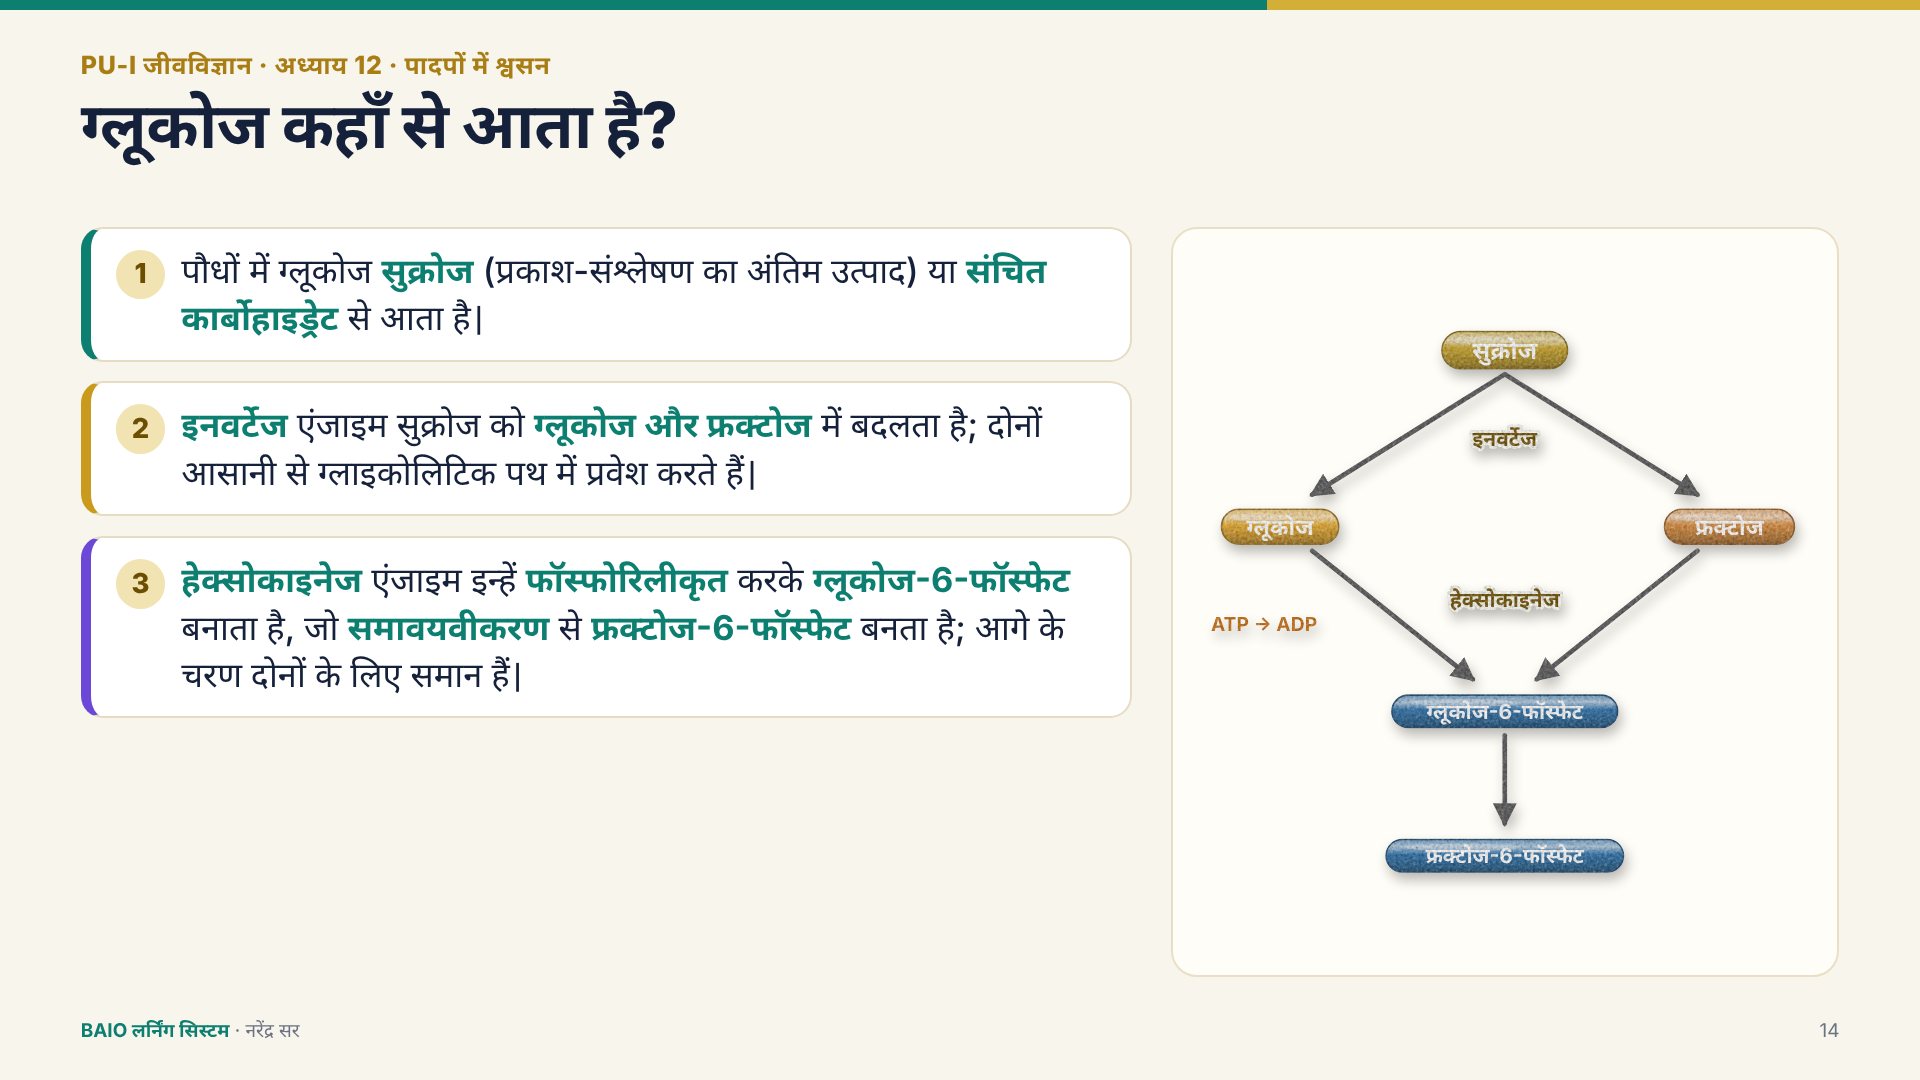 PU-I जीवविज्ञान · अध्याय 12 · पादपों में श्वसन
ग्लूकोज कहाँ से आता है?
1 पौधों में ग्लूकोज सुक्रोज (प्रकाश-संश्लेषण का अंतिम उत्पाद) या संचित
कार्बोहाइड्रेट से आता है|
2 इनवर्टेज एंजाइम सुक्रोज को ग्लूकोज और फ्रक्टोज में बदलता है; दोनों
आसानी से ग्लाइकोलिटिक पथ में प्रवेश करते हैं|
3 हेक्सोकाइनेज एंजाइम इन्हें फॉस्फोरिलीकृत करके ग्लूकोज-6-फॉस्फेट
बनाता है, जो समावयवीकरण से फ्रक्टोज-6-फॉस्फेट बनता है; आगे के
चरण दोनों के लिए समान हैं|
सुक्रोज
इनवर्टेज
ग्लूकोज
फ्रक्टोज
हेक्सोकाइनेज
ATP → ADP
ग्लूकोज-6-फॉस्फेट
फ्रक्टोज-6-फॉस्फेट
BAIO लर्निंग सिस्टम · नरेंद्र सर
14